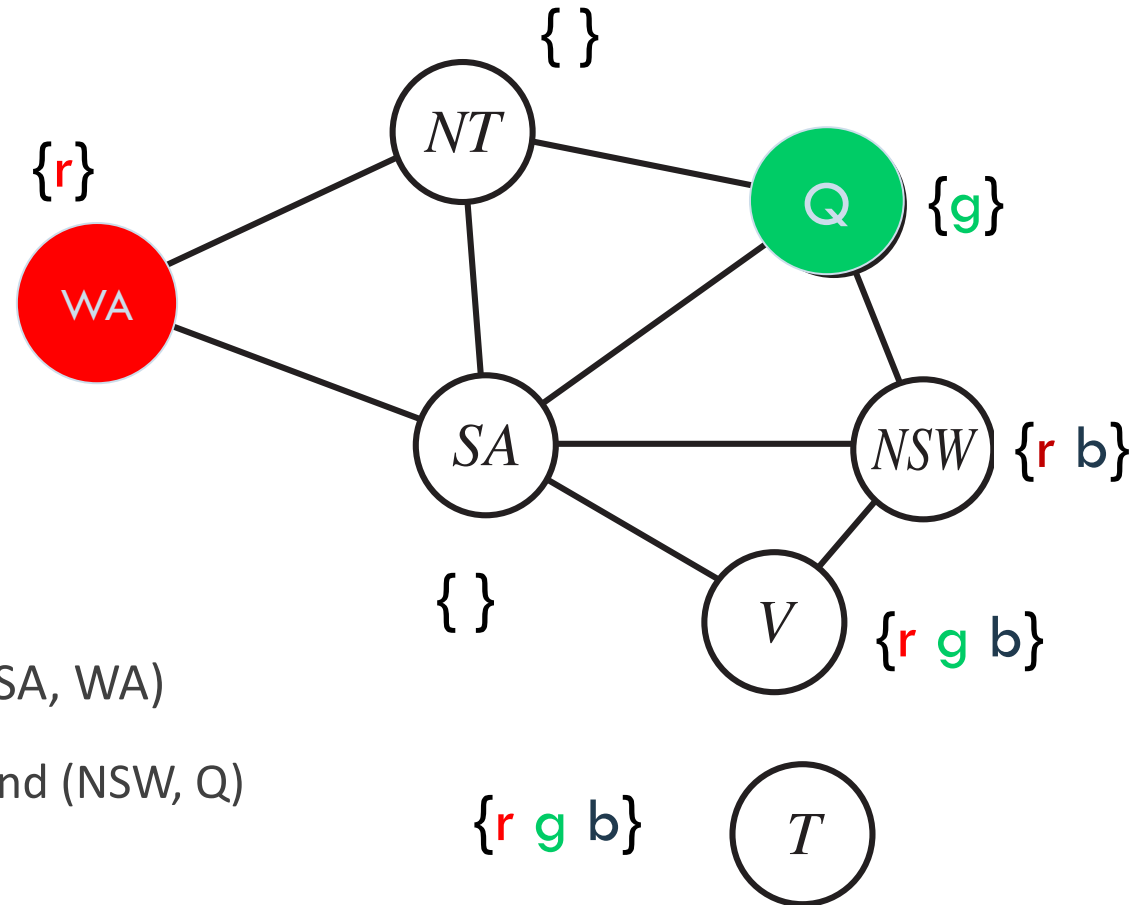 { }
NT
{r}
Q
{g}
WA
SA
NSW
{r b}
{ }
V
{r g b}
SA, WA)
nd (NSW, Q)
{r g b}
T